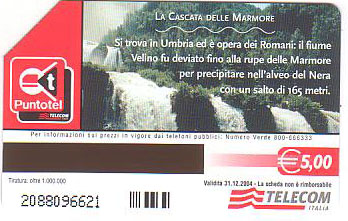 La Cascata delle Marmore
Si trova in Umbria ed è opera dei Romani: il fiume
Velino fu deviato fino alla rupe delle Marmore
per precipitare nell'alveo del Nera
con un salto di 165 metri.
Puntotel
TELECOM
Per informazioni sui prezzi in vigore dai telefoni pubblici: Numero Verde 800-666333
€ 5,00
Tiratura: oltre 1.000.000
Validità 31.12.2004 - La scheda non è rimborsabile
2088096621
TELECOM
ITALIA